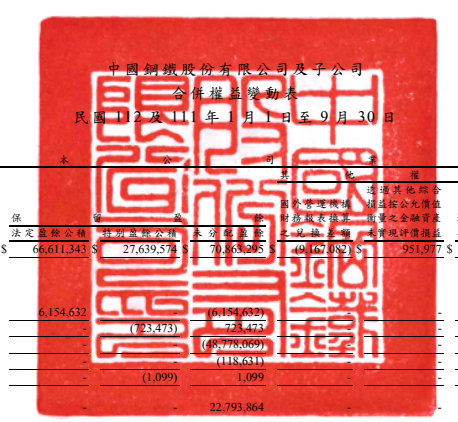 中國鋼鐵股份有限公司及子公司
合併權益變動表
民國 112 及 111 年 1 月 1 日至 9 月 30 日
本 公 司 業
其 他 權
透過其他綜合
國外營運機構 損益按公允價值
保 留 盈 餘 財務報表換算 衡量之金融資產
法定盈餘公積 特別盈餘公積 未分配盈餘 之兌換差額 未實現評價損益
$ 66,611,343 $ 27,639,574 $ 70,863,295 $ (9,167,082) $ 951,977 $
6,154,632 - (6,154,632) - -
- (723,473) 723,473 - -
- - (48,778,069) - -
- - (118,631) - -
- (1,099) 1,099 - -
- - 22,793,864 - -